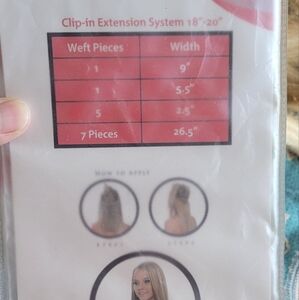 Clip-in Extension System 18"-20"
Weft Pieces Width
1 9"
1 5.5"
5 2.5"
7 Pieces 26.5"
HOW TO APPLY